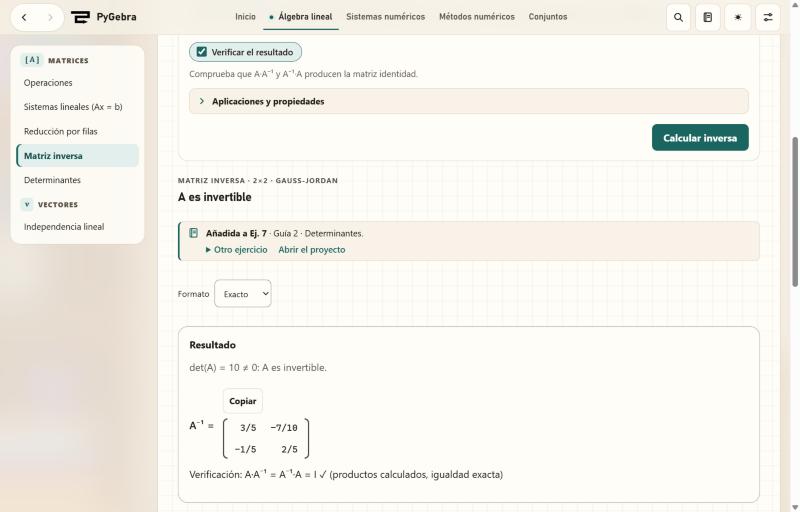 PyGebra
Inicio
Álgebra lineal
Sistemas numéricos
Métodos numéricos
Conjuntos
[A] MATRICES
Operaciones
Sistemas lineales (Ax = b)
Reducción por filas
Matriz inversa
Determinantes
v VECTORES
Independencia lineal
Verificar el resultado
Comprueba que A·A⁻¹ y A⁻¹·A producen la matriz identidad.
Aplicaciones y propiedades
Calcular inversa
MATRIZ INVERSA · 2×2 · GAUSS-JORDAN
A es invertible
Añadida a Ej. 7 · Guía 2 · Determinantes.
Otro ejercicio Abrir el proyecto
Formato Exacto
Resultado
det(A) = 10 ≠ 0: A es invertible.
Copiar
A⁻¹ =
3/5 −7/10
−1/5 2/5
Verificación: A·A⁻¹ = A⁻¹·A = I ✓ (productos calculados, igualdad exacta)